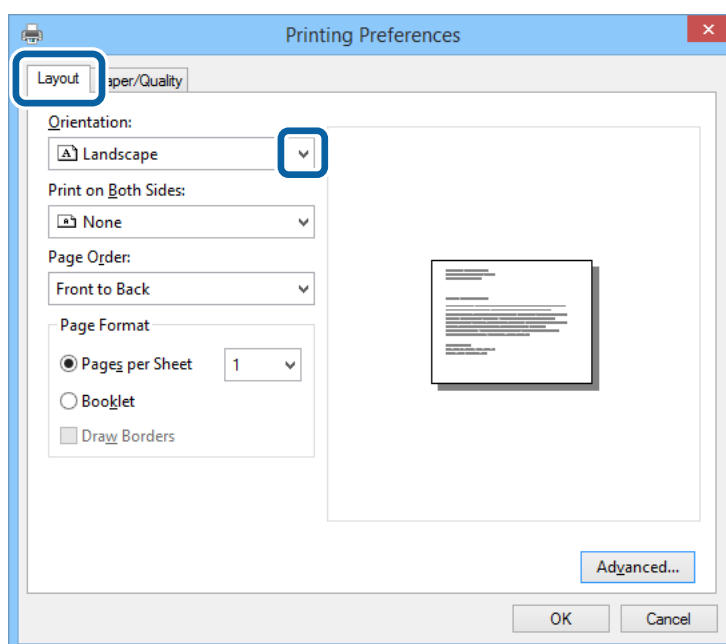 Printing Preferences
Layout
aper/Quality
Orientation:
A Landscape
Print on Both Sides:
None
Page Order:
Front to Back
Page Format
Pages per Sheet 1
Booklet
Draw Borders
Advanced...
OK Cancel